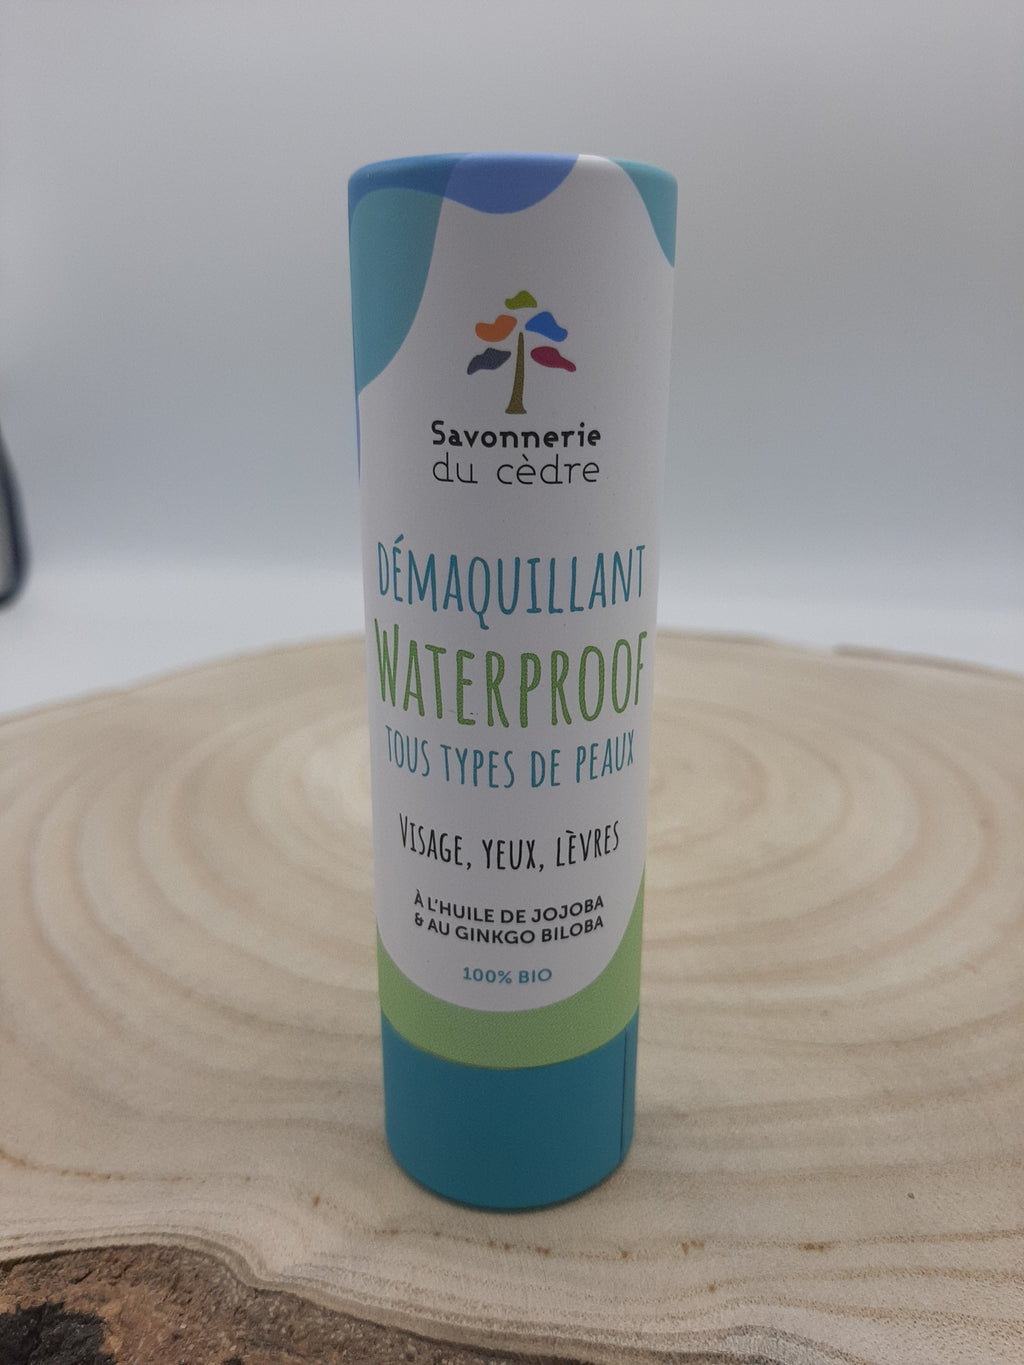 Savonnerie
du cèdre
DÉMAQUILLANT
WATERPROOF
TOUS TYPES DE PEAUX
VISAGE, YEUX, LÈVRES
À L'HUILE DE JOJOBA
& AU GINKGO BILOBA
100% BIO